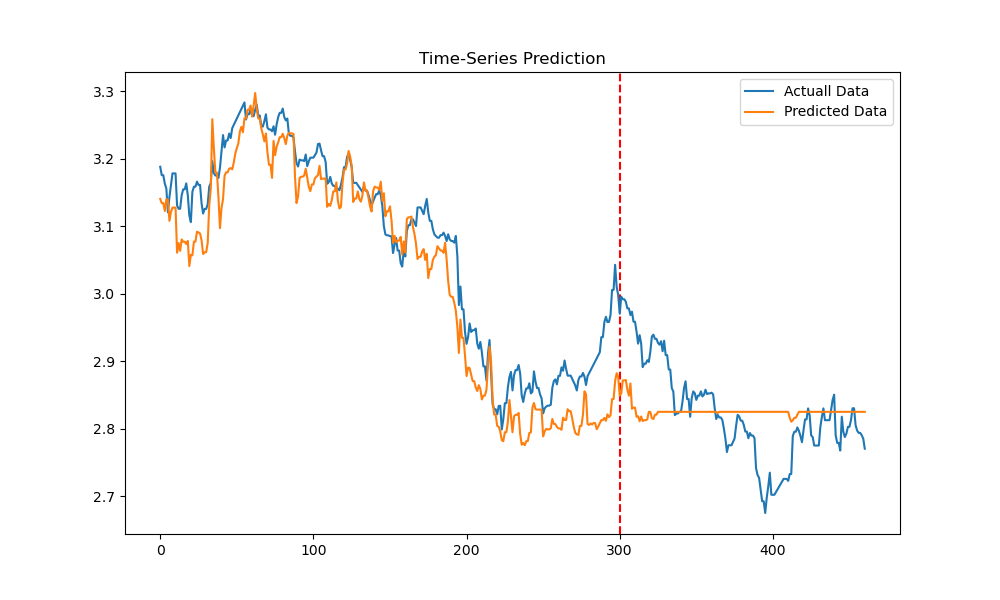 Time-Series Prediction
Actuall Data
Predicted Data
3.3
3.2
3.1
3.0
2.9
2.8
2.7
0 100 200 300 400